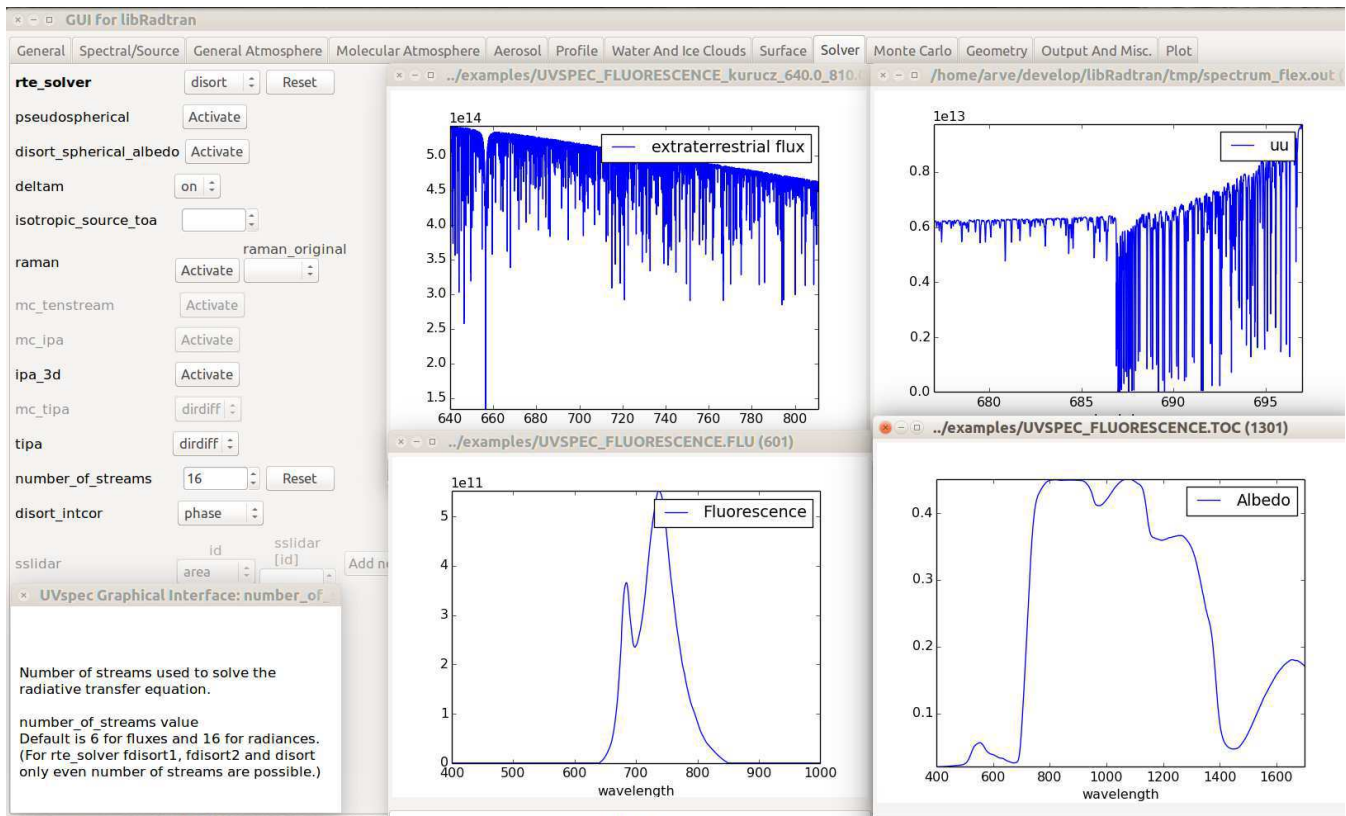 GUI for libRadtran
General Spectral/Source General Atmosphere Molecular Atmosphere Aerosol Profile Water And Ice Clouds Surface Solver Monte Carlo Geometry Output And Misc. Plot
rte_solver disort Reset
pseudospherical Activate
disort_spherical_albedo Activate
deltam on
isotropic_source_toa
raman_original
raman Activate
mc_tenstream Activate
mc_ipa Activate
ipa_3d Activate
mc_tipa dirdiff
tipa dirdiff
number_of_streams 16 Reset
disort_intcor phase
id sslidar
[id]
sslidar area Add ne
UVspec Graphical Interface: number_of_
Number of streams used to solve the
radiative transfer equation.
number_of_streams value
Default is 6 for fluxes and 16 for radiances.
(For rte_solver fdisort1, fdisort2 and disort
only even number of streams are possible.)
../examples/UVSPEC_FLUORESCENCE_kurucz_640.0_810.0
1e14
extraterrestrial flux
5.0
4.5
4.0
3.5
3.0
2.5
2.0
1.5
640 660 680 700 720 740 760 780 800
/home/arve/develop/libRadtran/tmp/spectrum_flex.out (
1e13
uu
0.8
0.6
0.4
0.2
0.0
680 685 690 695
../examples/UVSPEC_FLUORESCENCE.FLU (601)
1e11
Fluorescence
5
4
3
2
1
0
400 500 600 700 800 900 1000
wavelength
../examples/UVSPEC_FLUORESCENCE.TOC (1301)
Albedo
0.4
0.3
0.2
0.1
400 600 800 1000 1200 1400 1600
wavelength